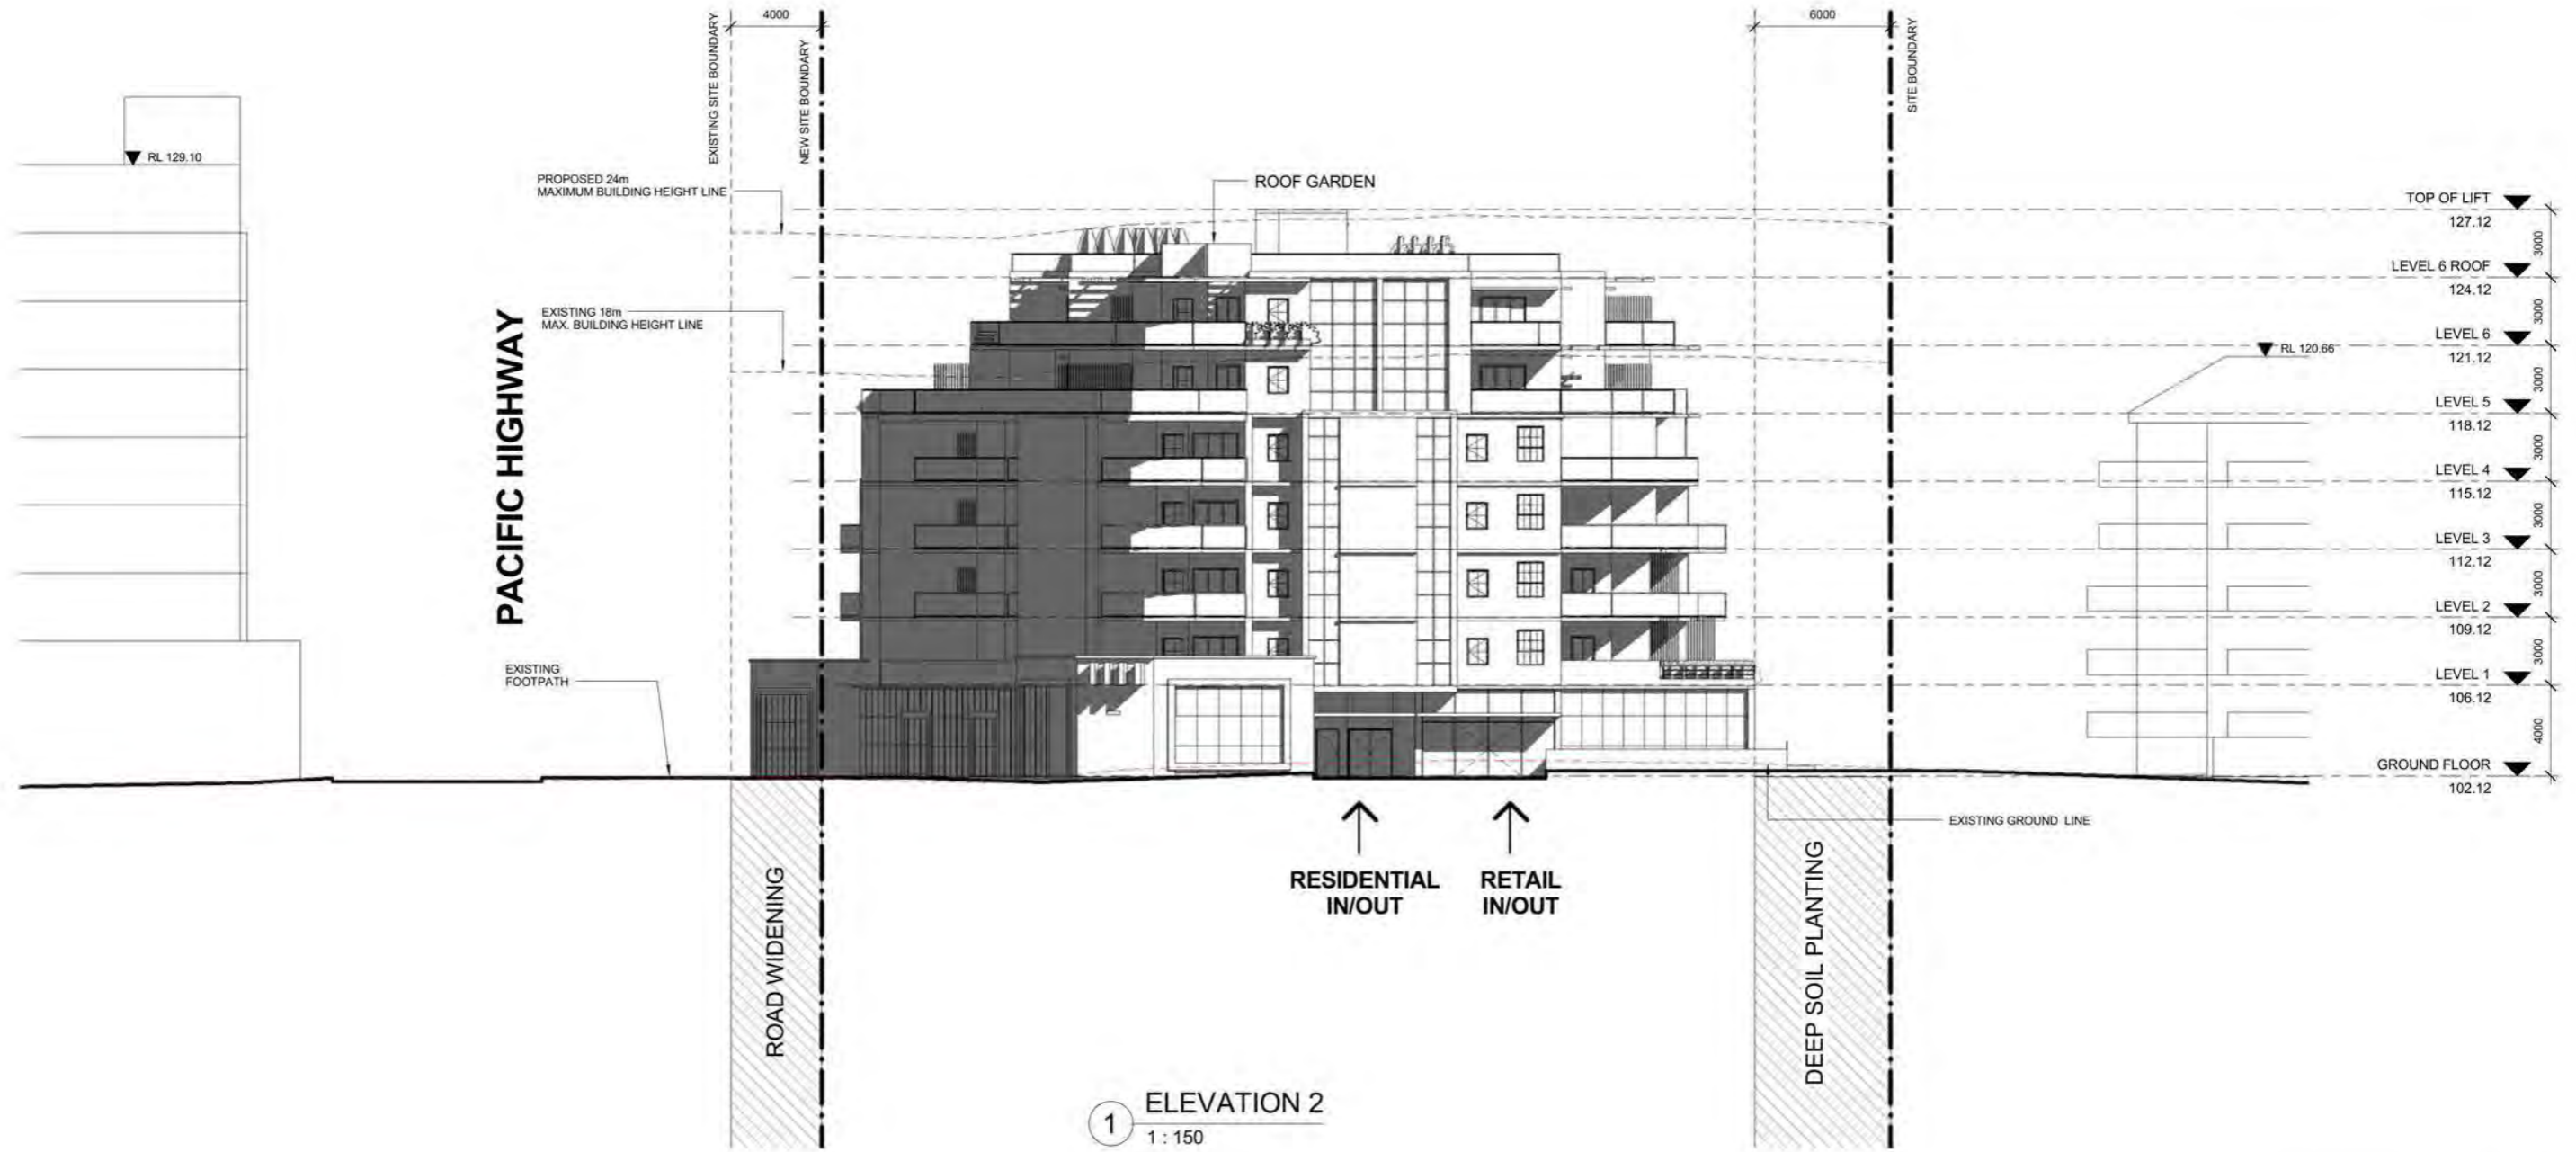 4000
6000
EXISTING SITE BOUNDARY
NEW SITE BOUNDARY
SITE BOUNDARY
RL 129.10
PROPOSED 24m
MAXIMUM BUILDING HEIGHT LINE
ROOF GARDEN
EXISTING 18m
MAX. BUILDING HEIGHT LINE
PACIFIC HIGHWAY
EXISTING
FOOTPATH
RL 120.66
TOP OF LIFT
127.12
3000
LEVEL 6 ROOF
124.12
3000
LEVEL 6
121.12
3000
LEVEL 5
118.12
3000
LEVEL 4
115.12
3000
LEVEL 3
112.12
3000
LEVEL 2
109.12
3000
LEVEL 1
106.12
4000
GROUND FLOOR
102.12
EXISTING GROUND LINE
RESIDENTIAL
IN/OUT
RETAIL
IN/OUT
ROAD WIDENING
DEEP SOIL PLANTING
1
ELEVATION 2
1 : 150